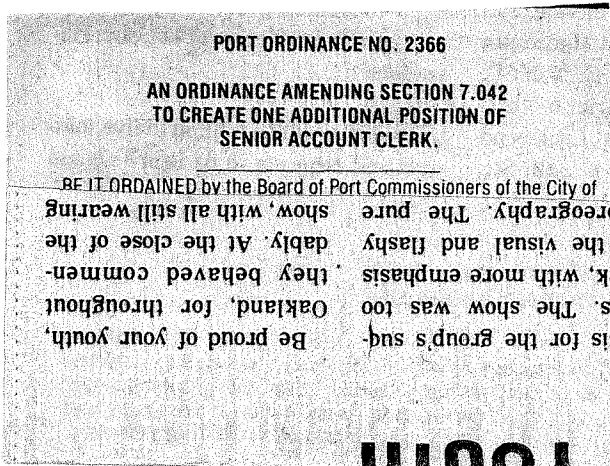 PORT ORDINANCE NO. 2366
AN ORDINANCE AMENDING SECTION 7.042
TO CREATE ONE ADDITIONAL POSITION OF
SENIOR ACCOUNT CLERK.
BE IT ORDAINED by the Board of Port Commissioners of the City of
is for the group's sud-
s. The show was too
k, with more emphasis
the visual and flashy
reography. The pure
Be proud of your youth,
Oakland, for throughout
they behaved commen-
dably. At the close of the
show, with all still wearing